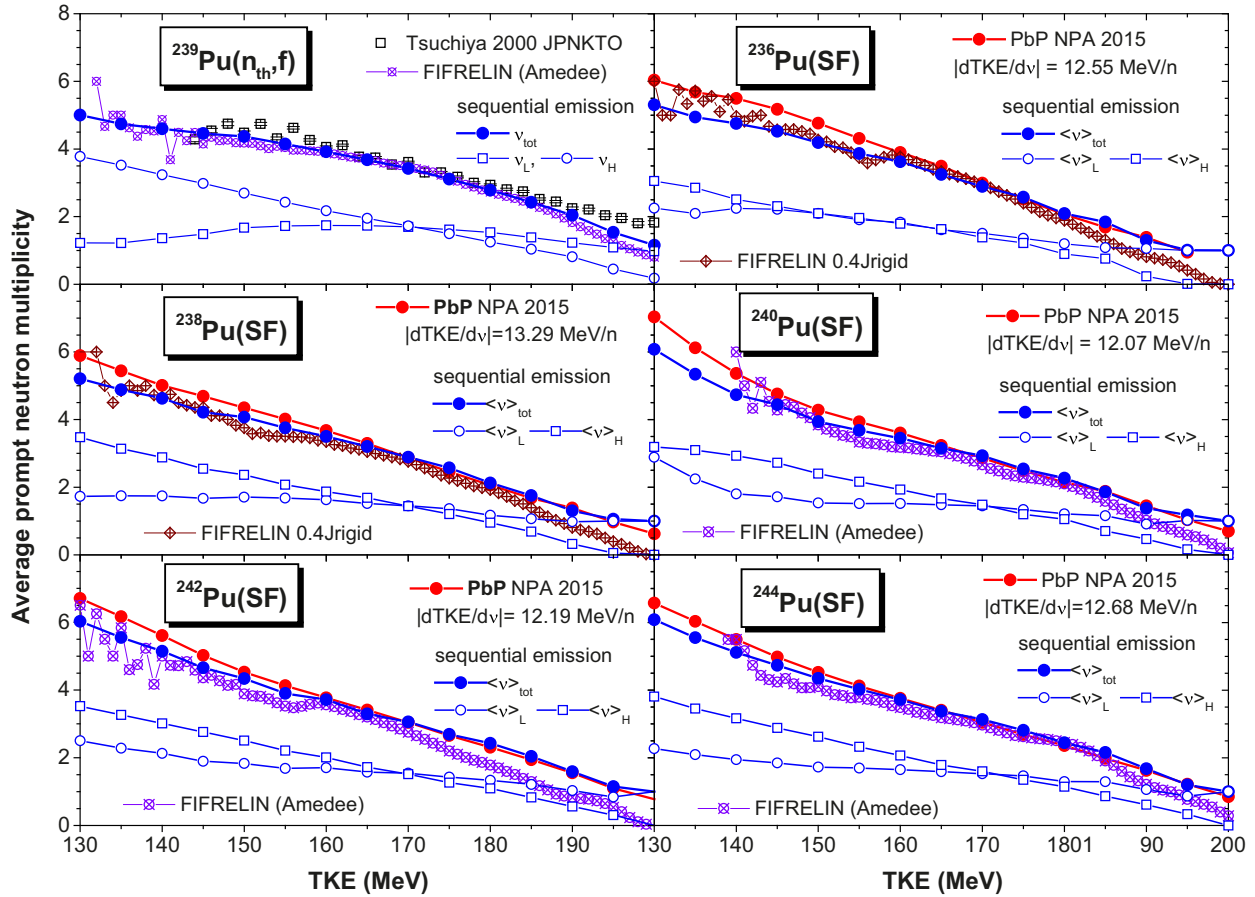 Average prompt neutron multiplicity
²³⁹Pu(nₜₕ,f)
Tsuchiya 2000 JPNKTO
FIFRELIN (Amedee)
sequential emission
ν_tot
ν_L, ν_H
0
2
4
6
²³⁶Pu(SF)
PbP NPA 2015
|dTKE/dν| = 12.55 MeV/n
sequential emission
<ν>_tot
<ν>_L <ν>_H
FIFRELIN 0.4Jrigid
0
2
4
6
²³⁸Pu(SF)
PbP NPA 2015
|dTKE/dν|=13.29 MeV/n
sequential emission
<ν>_tot
<ν>_L <ν>_H
FIFRELIN 0.4Jrigid
0
2
4
6
²⁴⁰Pu(SF)
PbP NPA 2015
|dTKE/dν| = 12.07 MeV/n
sequential emission
<ν>_tot
<ν>_L <ν>_H
FIFRELIN (Amedee)
²⁴²Pu(SF)
PbP NPA 2015
|dTKE/dν|= 12.19 MeV/n
sequential emission
<ν>_tot
<ν>_L <ν>_H
FIFRELIN (Amedee)
0
2
4
6
²⁴⁴Pu(SF)
PbP NPA 2015
|dTKE/dν|=12.68 MeV/n
sequential emission
<ν>_tot
<ν>_L <ν>_H
FIFRELIN (Amedee)
130 140 150 160 170 180 190 130 140 150 160 170 1801 90 200
TKE (MeV) TKE (MeV)